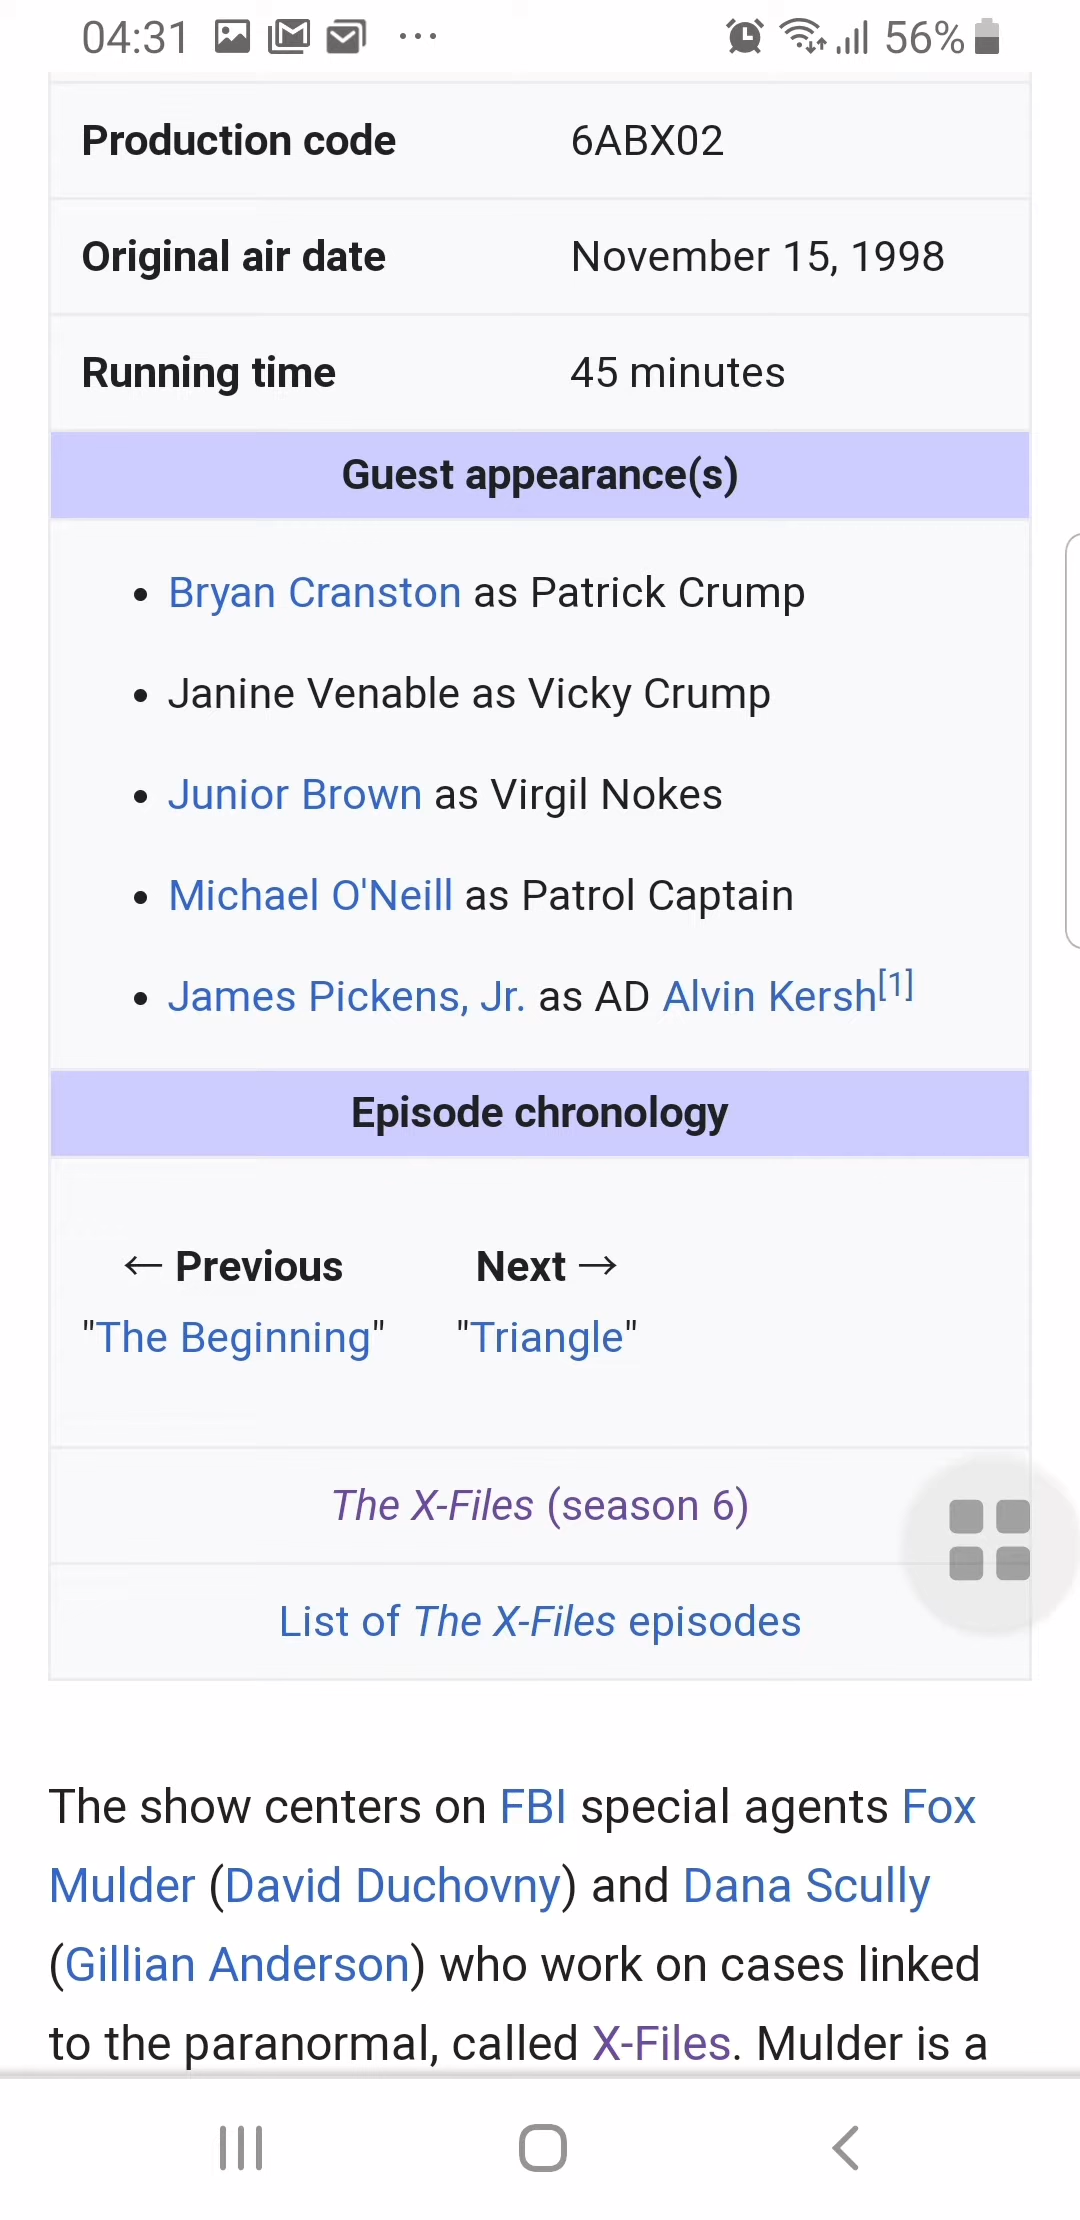 04:31 ... 56%
Production code 6ABX02
Original air date November 15, 1998
Running time 45 minutes
Guest appearance(s)
• Bryan Cranston as Patrick Crump
• Janine Venable as Vicky Crump
• Junior Brown as Virgil Nokes
• Michael O'Neill as Patrol Captain
• James Pickens, Jr. as AD Alvin Kersh[1]
Episode chronology
← Previous Next →
"The Beginning" "Triangle"
The X-Files (season 6)
List of The X-Files episodes
The show centers on FBI special agents Fox
Mulder (David Duchovny) and Dana Scully
(Gillian Anderson) who work on cases linked
to the paranormal, called X-Files. Mulder is a